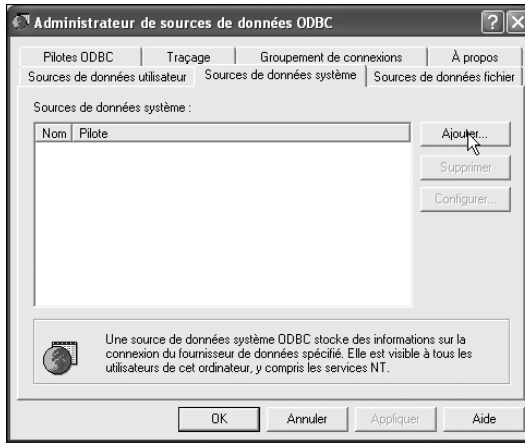 Administrateur de sources de données ODBC
Pilotes ODBC Traçage Groupement de connexions À propos
Sources de données utilisateur Sources de données système Sources de données fichier
Sources de données système :
Nom Pilote
Ajouter...
Supprimer
Configurer...
Une source de données système ODBC stocke des informations sur la
connexion du fournisseur de données spécifié. Elle est visible à tous les
utilisateurs de cet ordinateur, y compris les services NT.
OK Annuler Appliquer Aide